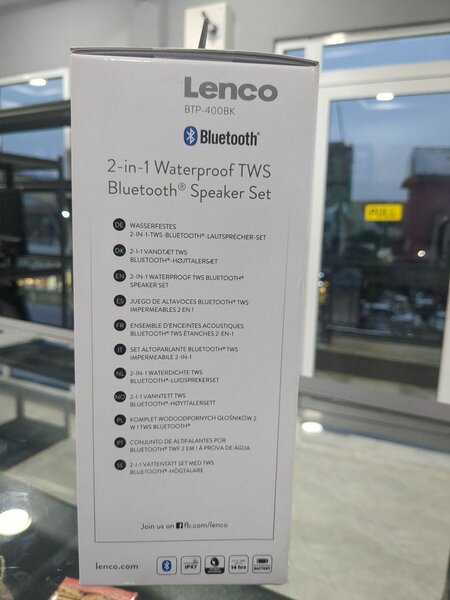 Lenco
BTP-400BK
Bluetooth®
2-in-1 Waterproof TWS
Bluetooth® Speaker Set
DE WASSERFESTES
2-IN-1-TWS-BLUETOOTH®-LAUTSPRECHER-SET
DK 2-I-1 VANDTÆT TWS
BLUETOOTH®-HØJTTALERSÆT
EN 2-IN-1 WATERPROOF TWS BLUETOOTH®
SPEAKER SET
ES JUEGO DE ALTAVOCES BLUETOOTH® TWS
IMPERMEABLES 2 EN 1
FR ENSEMBLE D'ENCEINTES ACOUSTIQUES
BLUETOOTH® TWS ÉTANCHES 2-EN-1
IT SET ALTOPARLANTE BLUETOOTH® TWS
IMPERMEABILE 2-IN-1
NL 2-IN-1 WATERDICHTE TWS
BLUETOOTH®-LUIDSPREKERSET
NO 2-I-1 VANNTETT TWS
BLUETOOTH®-HØYTTALERSETT
PL KOMPLET WODOODPORNYCH GŁOŚNIKÓW 2
W 1 TWS BLUETOOTH®
PT CONJUNTO DE ALTIFALANTES POR
BLUETOOTH® TWF 2 EM 1 À PROVA DE ÁGUA
SE 2-I-1 VATTENTÄTT SET MED TWS
BLUETOOTH®-HÖGTALARE
Join us on fb.com/lenco
lenco.com
IPX7
14 hrs
BATTERY
PULL